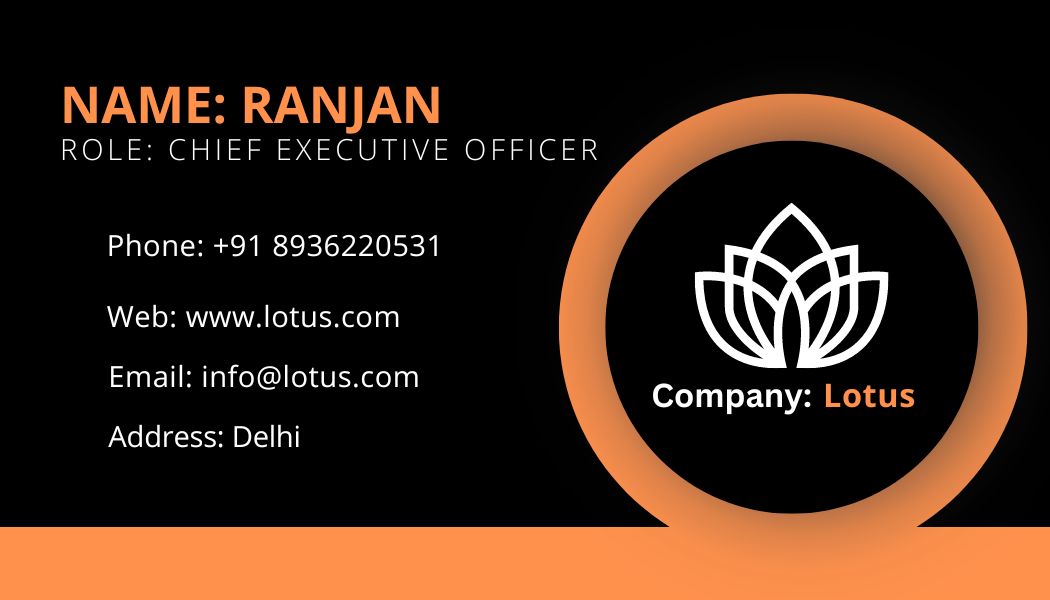 NAME: RANJAN
ROLE: CHIEF EXECUTIVE OFFICER
Phone: +91 8936220531
Web: www.lotus.com
Email: info@lotus.com
Address: Delhi
Company: Lotus